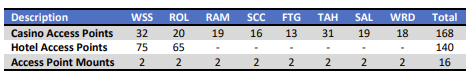 Description WSS ROL RAM SCC FTG TAH SAL WRD Total
Casino Access Points 32 20 19 16 13 31 19 18 168
Hotel Access Points 75 65 - - - - - - 140
Access Point Mounts 2 2 2 2 2 2 2 2 16